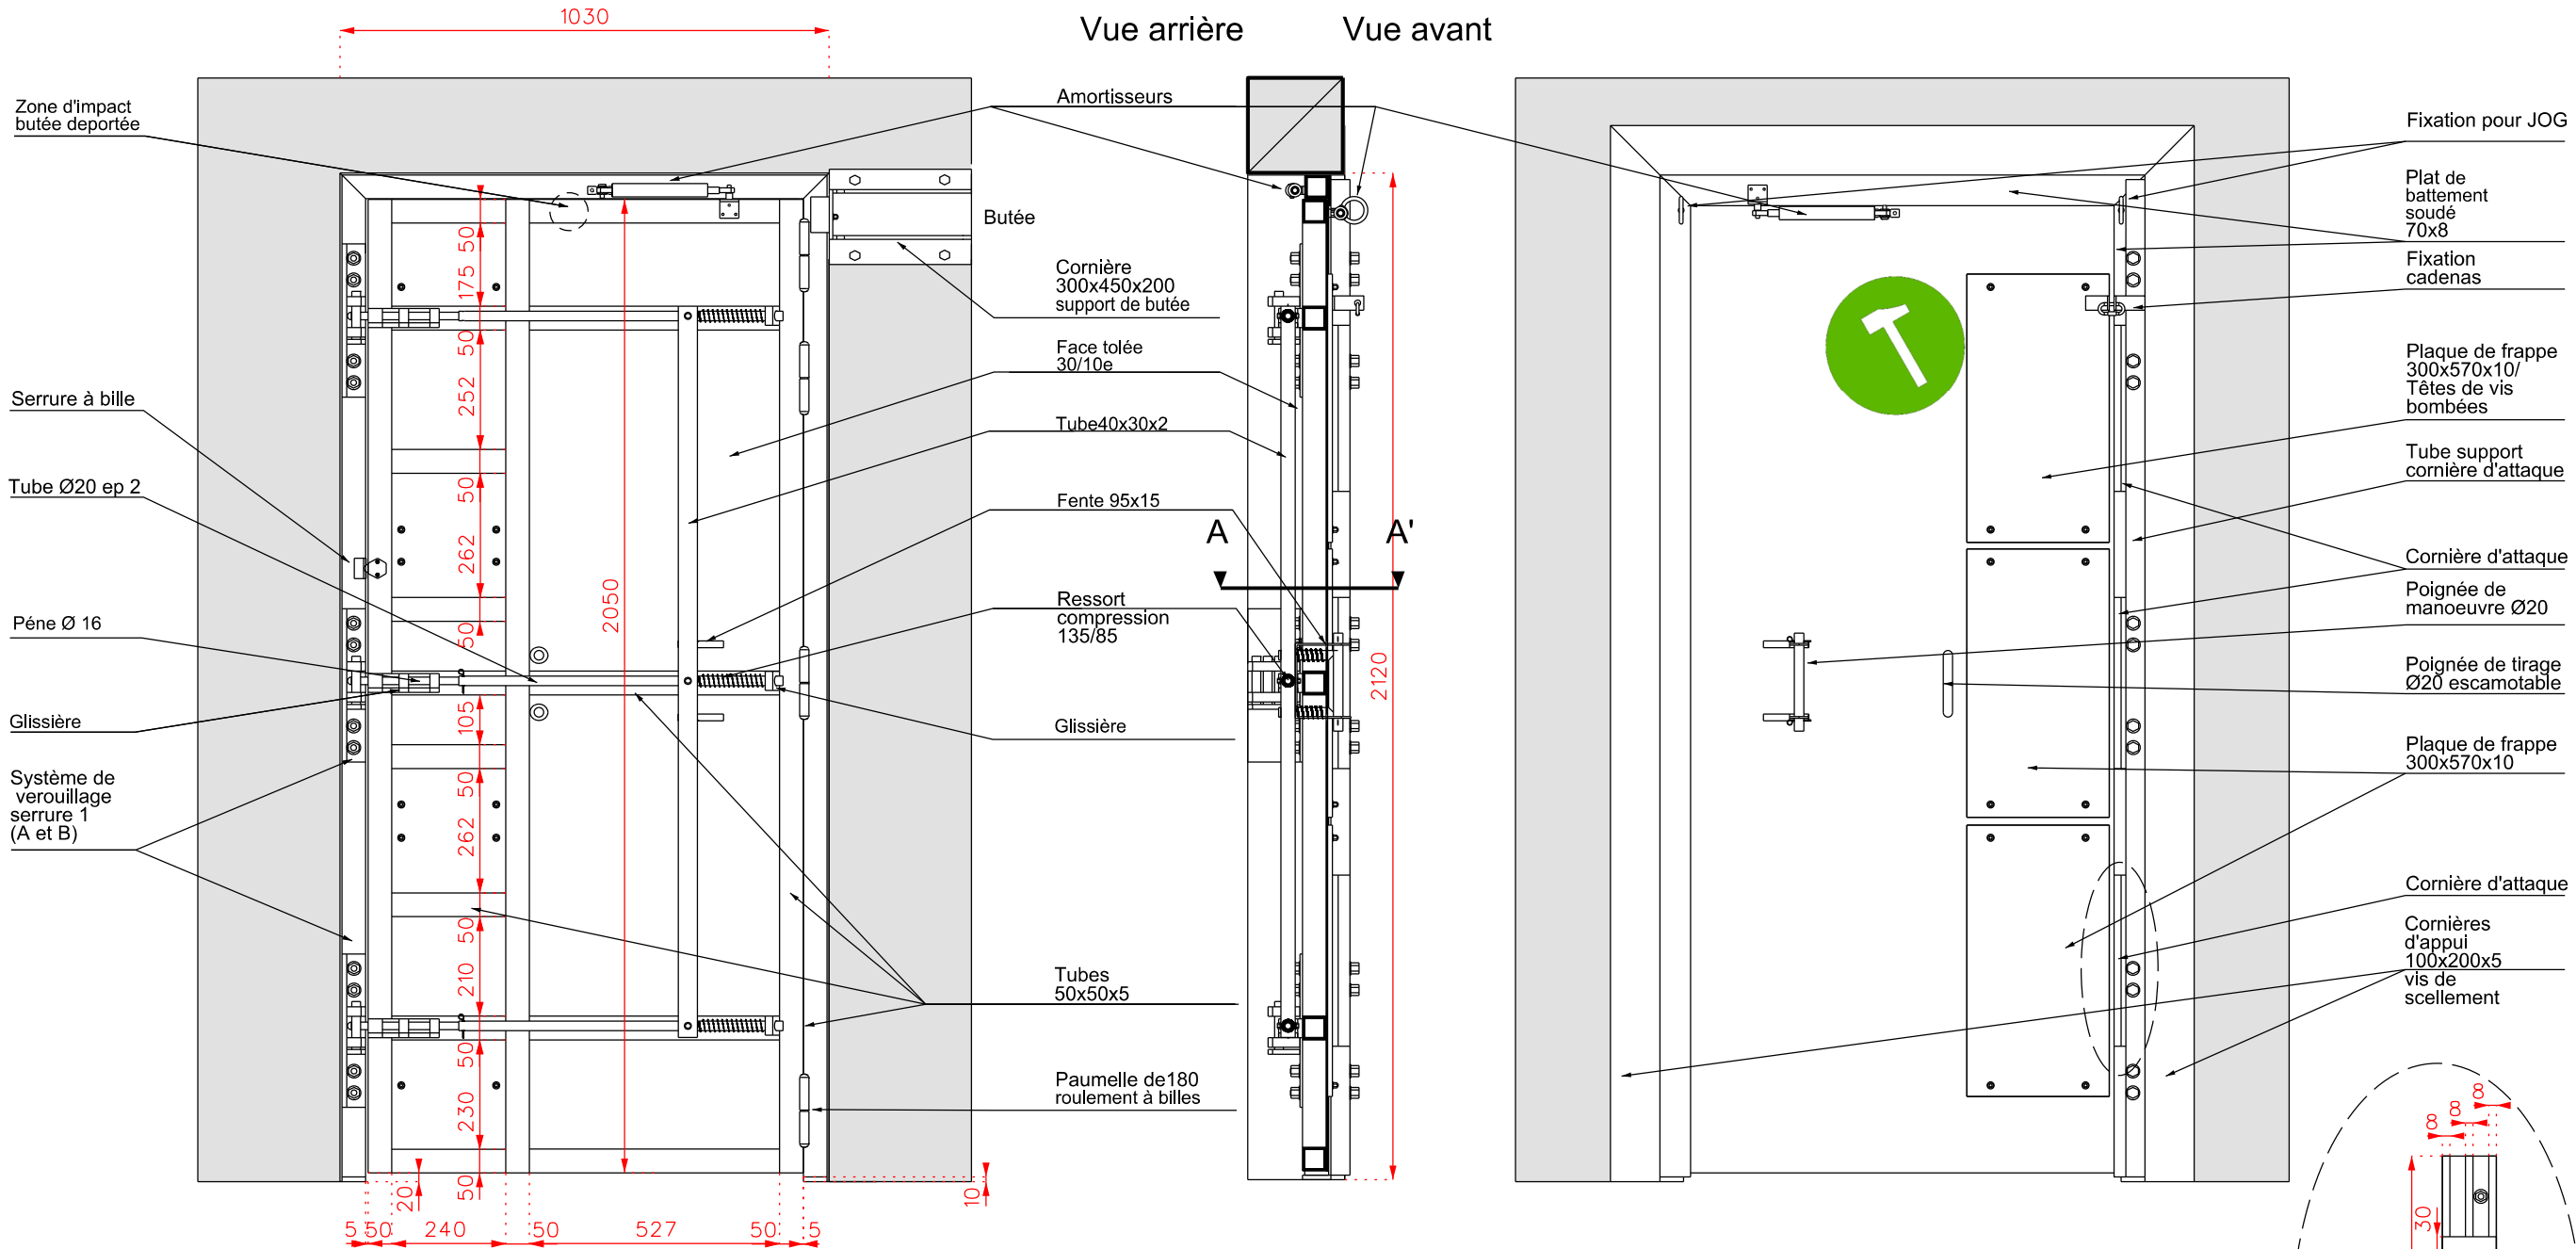 1030
Vue arrière
Vue avant
Zone d'impact
butée deportée
Serrure à bille
Tube Ø20 ep 2
Péne Ø 16
Glissière
Système de
verouillage
serrure 1
(A et B)
50
175
50
252
50
262
50
105
50
262
50
210
50
230
50
20
2050
10
5
50
240
50
527
50
5
Butée
Amortisseurs
Cornière
300x450x200
support de butée
Face tolée
30/10e
Tube40x30x2
Fente 95x15
Ressort
compression
135/85
Glissière
Tubes
50x50x5
Paumelle de180
roulement à billes
A
A'
2120
Fixation pour JOG
Plat de
battement
soudé
70x8
Fixation
cadenas
Plaque de frappe
300x570x10/
Têtes de vis
bombées
Tube support
cornière d'attaque
Cornière d'attaque
Poignée de
manoeuvre Ø20
Poignée de tirage
Ø20 escamotable
Plaque de frappe
300x570x10
Cornière d'attaque
Cornières
d'appui
100x200x5
vis de
scellement
8
8
8
30